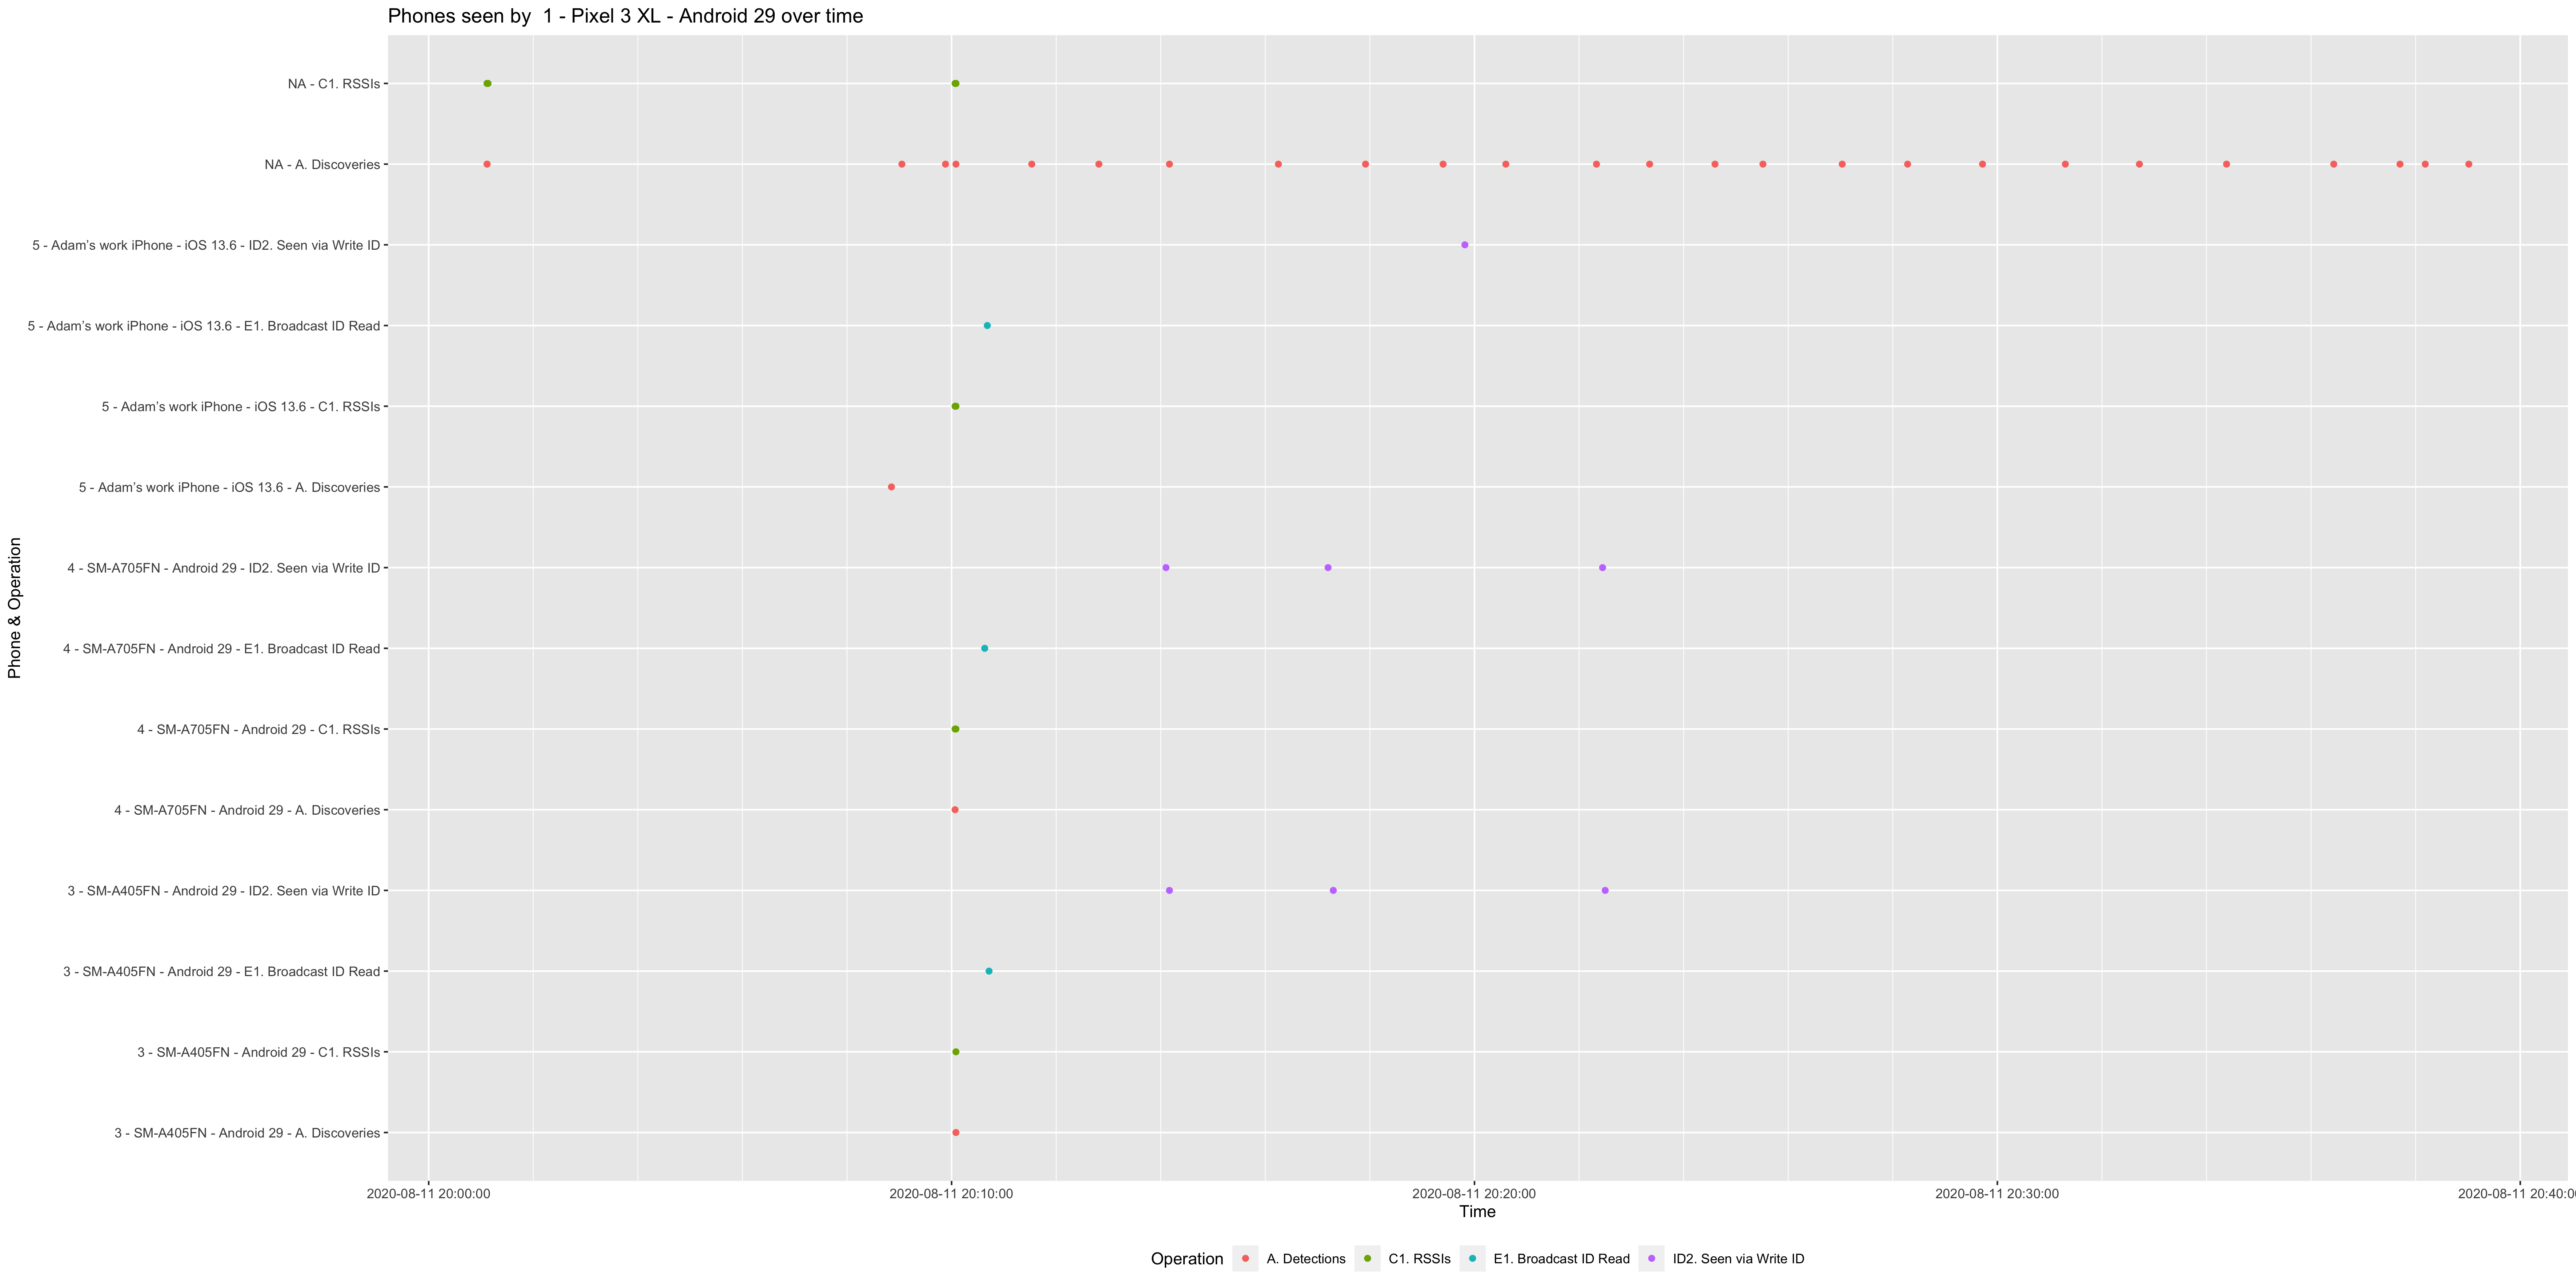 Phones seen by  1 - Pixel 3 XL - Android 29 over time
Phone & Operation
NA - C1. RSSIs
NA - A. Discoveries
5 - Adam’s work iPhone - iOS 13.6 - ID2. Seen via Write ID
5 - Adam’s work iPhone - iOS 13.6 - E1. Broadcast ID Read
5 - Adam’s work iPhone - iOS 13.6 - C1. RSSIs
5 - Adam’s work iPhone - iOS 13.6 - A. Discoveries
4 - SM-A705FN - Android 29 - ID2. Seen via Write ID
4 - SM-A705FN - Android 29 - E1. Broadcast ID Read
4 - SM-A705FN - Android 29 - C1. RSSIs
4 - SM-A705FN - Android 29 - A. Discoveries
3 - SM-A405FN - Android 29 - ID2. Seen via Write ID
3 - SM-A405FN - Android 29 - E1. Broadcast ID Read
3 - SM-A405FN - Android 29 - C1. RSSIs
3 - SM-A405FN - Android 29 - A. Discoveries
2020-08-11 20:00:00 2020-08-11 20:10:00 2020-08-11 20:20:00 2020-08-11 20:30:00 2020-08-11 20:40:0
Time
Operation A. Detections C1. RSSIs E1. Broadcast ID Read ID2. Seen via Write ID